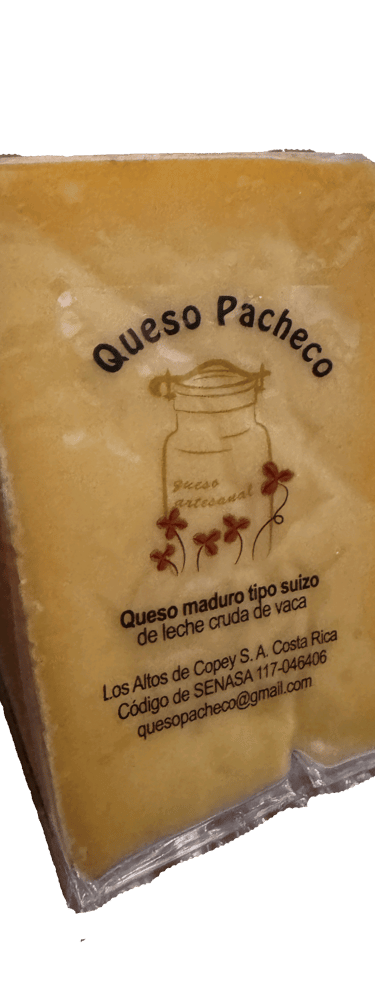 Queso Pacheco
queso
artesanal
Queso maduro tipo suizo
de leche cruda de vaca
Los Altos de Copey S. A. Costa Rica
Código de SENASA 117-046406
quesopacheco@gmail.com